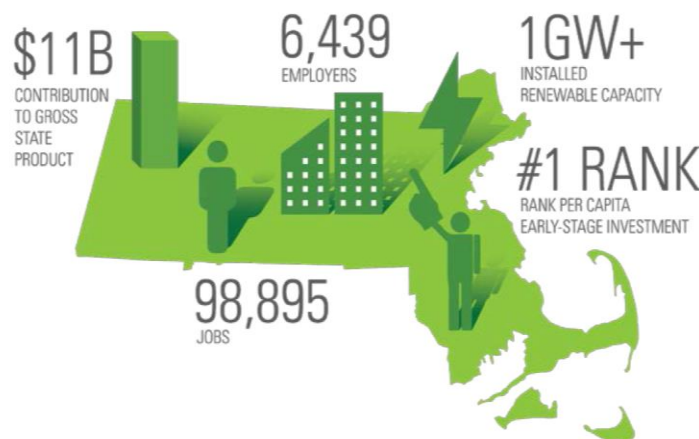 $11B
CONTRIBUTION
TO GROSS
STATE
PRODUCT
6,439
EMPLOYERS
1GW+
INSTALLED
RENEWABLE CAPACITY
#1 RANK
RANK PER CAPITA
EARLY-STAGE INVESTMENT
98,895
JOBS